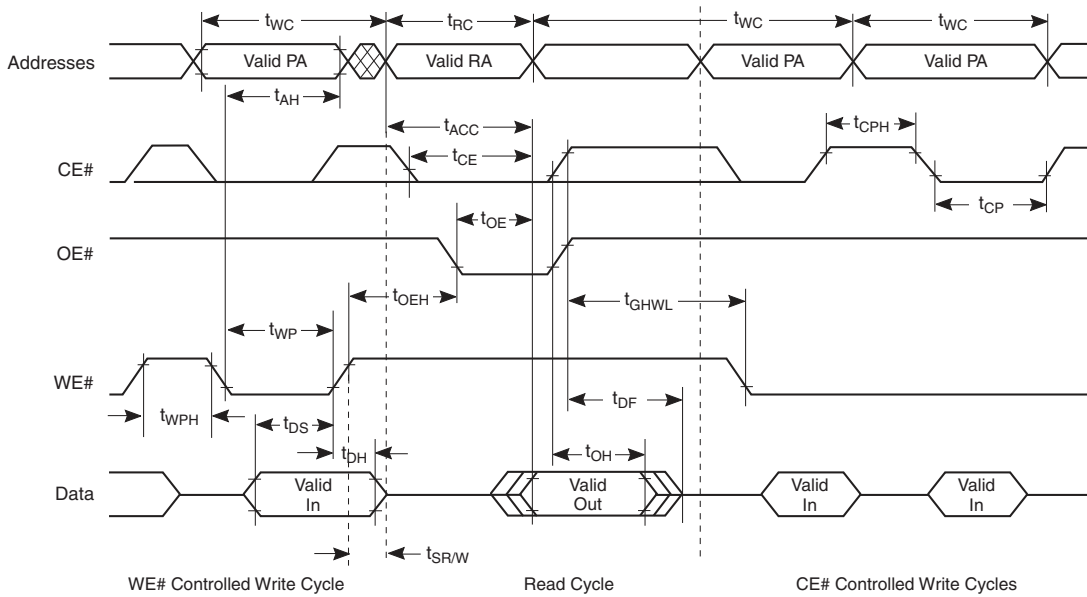 tWC tRC tWC tWC
Addresses Valid PA Valid RA Valid PA Valid PA
tAH
tACC tCPH
CE# tCE
tOE tCP
OE#
tOEH tGHWL
tWP
WE#
tWPH tDS tDF
tDH tOH
Data Valid In Valid Out Valid In Valid In
tSR/W
WE# Controlled Write Cycle Read Cycle CE# Controlled Write Cycles